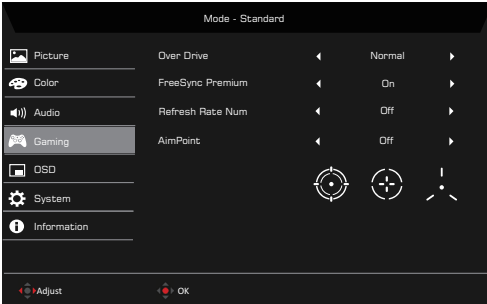 Mode - Standard
Picture
Over Drive Normal
Color
FreeSync Premium On
Audio
Refresh Rate Num Off
Gaming
AimPoint Off
OSD
System
Information
Adjust OK